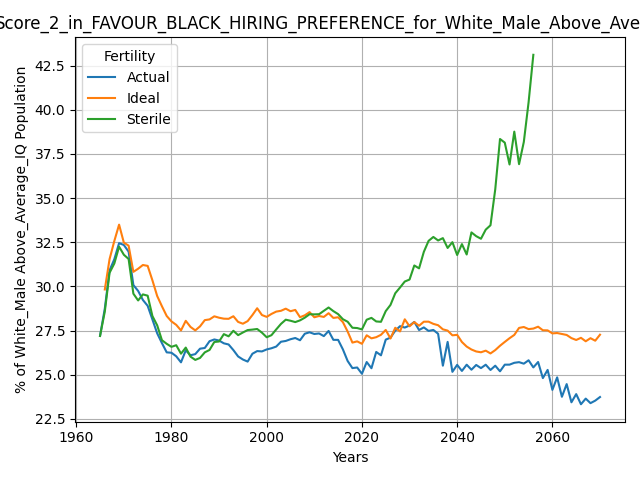 Score_2_in_FAVOUR_BLACK_HIRING_PREFERENCE_for_White_Male_Above_Ave
Fertility
Actual
Ideal
Sterile
% of White_Male Above_Average_IQ Population
42.5
40.0
37.5
35.0
32.5
30.0
27.5
25.0
22.5
1960
1980
2000
2020
2040
2060
Years